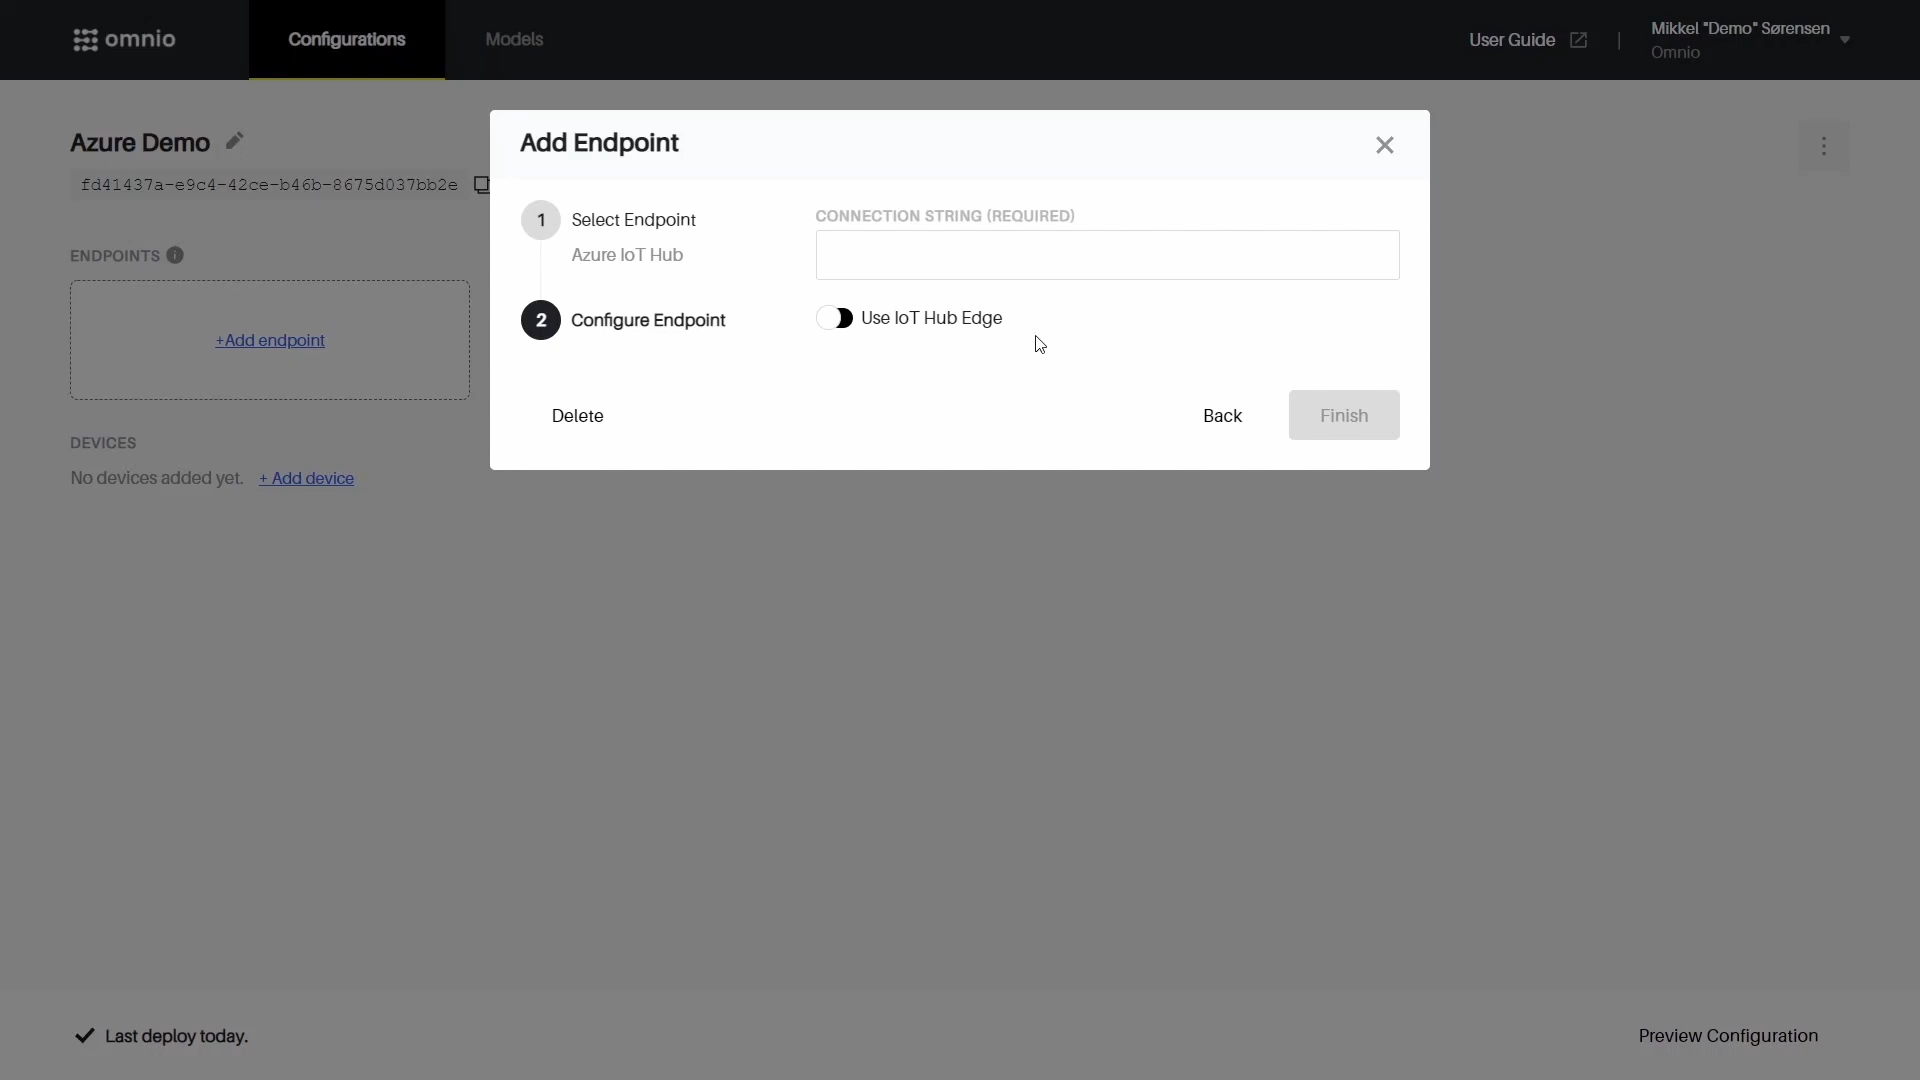 omnio
Configurations
Models
User Guide
|
Mikkel "Demo" Sørensen
Omnio
Azure Demo
fd41437a-e9c4-42ce-b46b-8675d037bb2e
ENDPOINTS
+Add endpoint
DEVICES
No devices added yet. + Add device
Add Endpoint
1 Select Endpoint
Azure IoT Hub
2 Configure Endpoint
CONNECTION STRING (REQUIRED)
Use IoT Hub Edge
Delete
Back
Finish
Last deploy today.
Preview Configuration